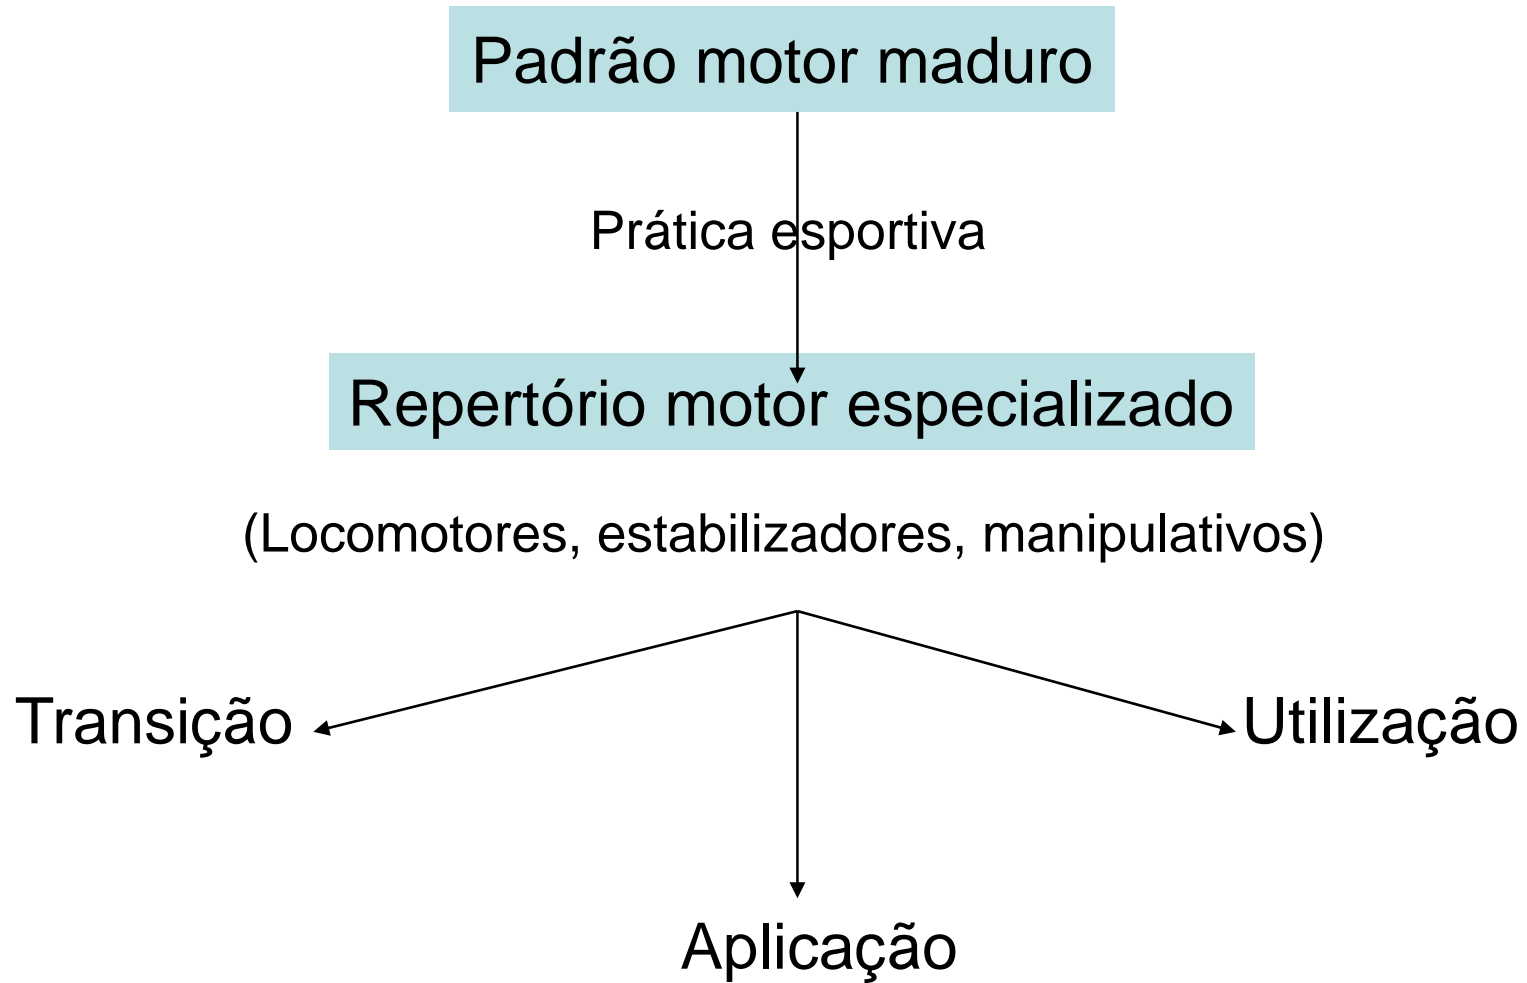 Padrão motor maduro
Prática esportiva
Repertório motor especializado
(Locomotores, estabilizadores, manipulativos)
Transição
Utilização
Aplicação